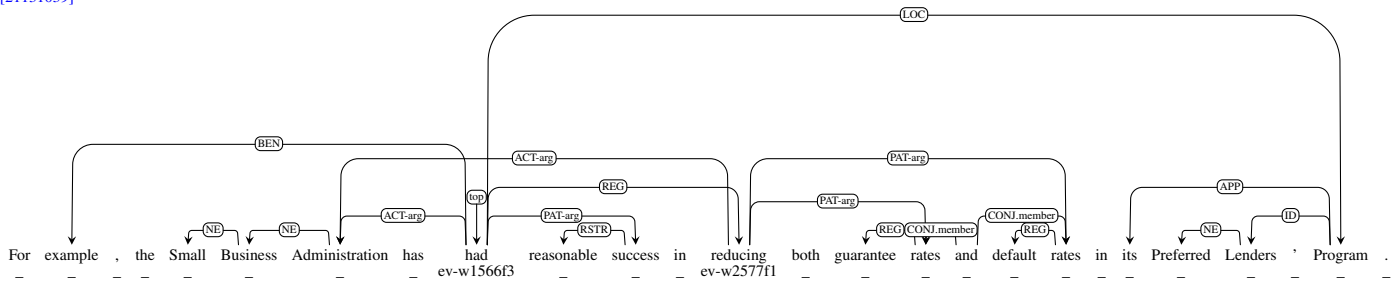 LOC
BEN
ACT-arg PAT-arg
top REG APP
PAT-arg
ACT-arg PAT-arg CONJ.member ID
NE NE RSTR REG CONJ.member REG NE
For example , the Small Business Administration has had reasonable success in reducing both guarantee rates and default rates in its Preferred Lenders ’ Program .
_ _ _ _ _ _ _ _ ev-w1566f3 _ _ _ ev-w2577f1 _ _ _ _ _ _ _ _ _ _ _ _ _